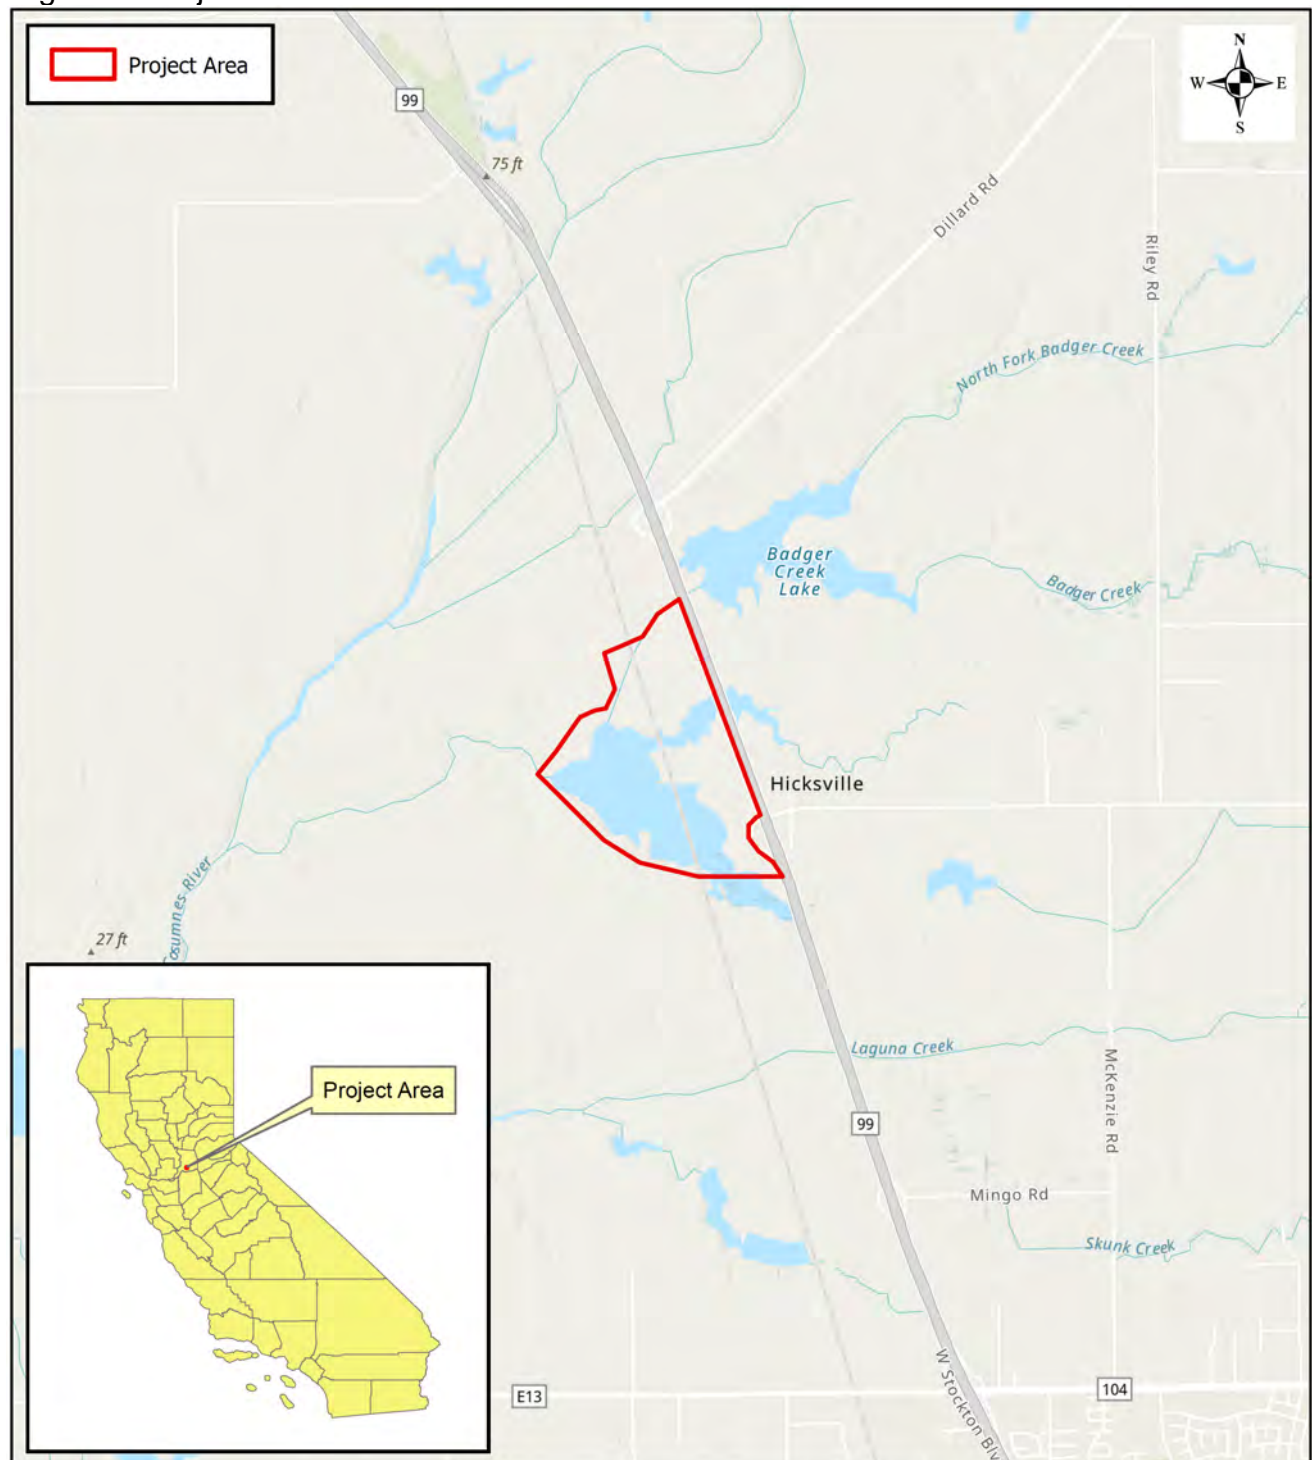 Project Area
N
W E
S
99
75 ft
Dillard Rd
Riley Rd
North Fork Badger Creek
Badger
Creek
Lake
Badger Creek
Hicksville
Cosumnes River
27 ft
Project Area
Laguna Creek
McKenzie Rd
99
Mingo Rd
Skunk Creek
W Stockton Blv
E13
104